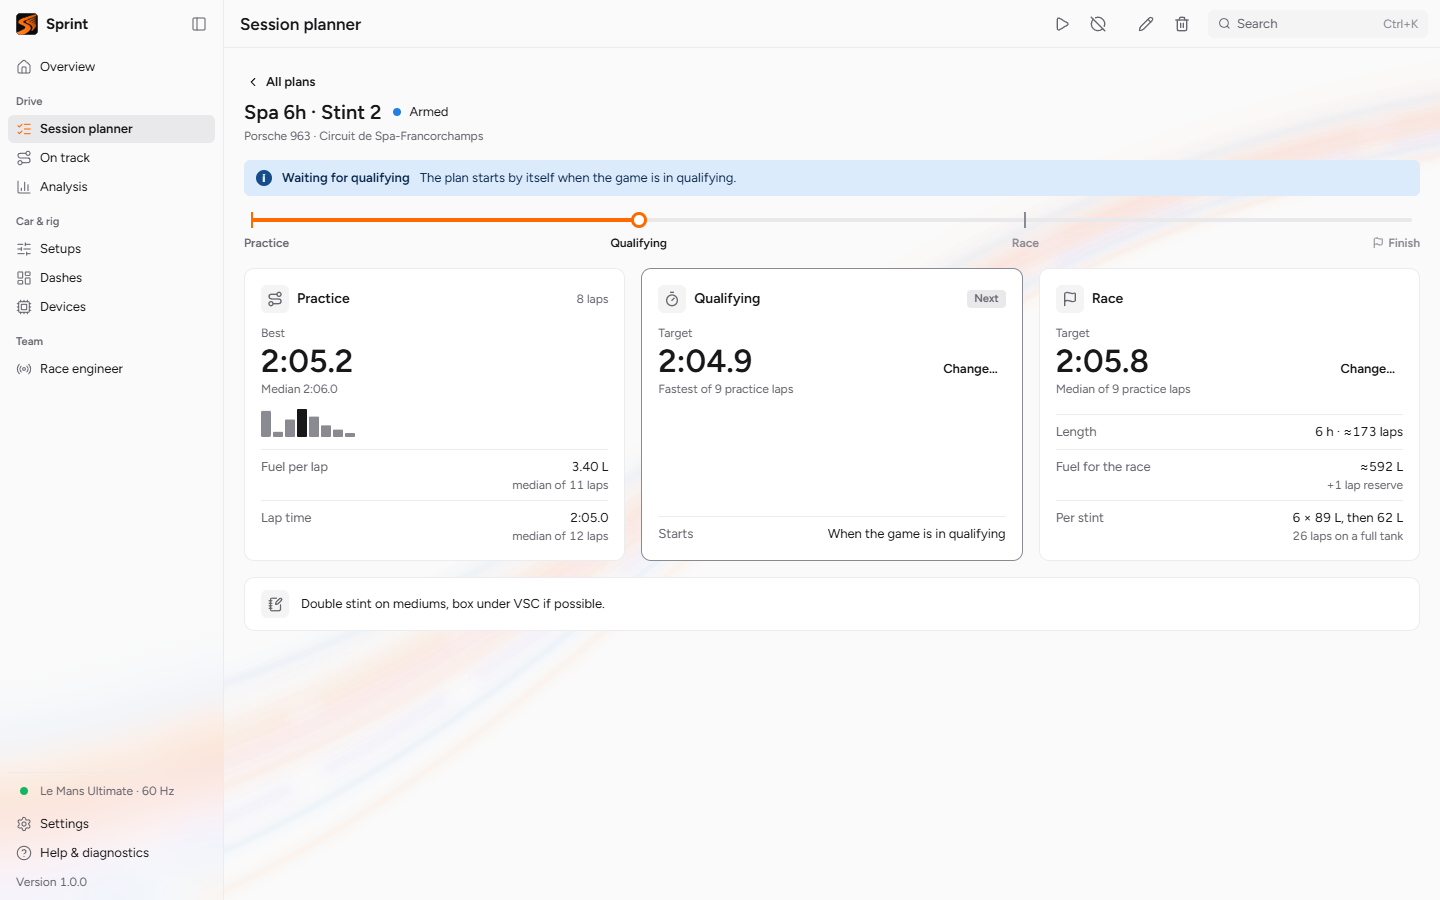 Sprint
Overview
Drive
Session planner
On track
Analysis
Car & rig
Setups
Dashes
Devices
Team
Race engineer
Le Mans Ultimate · 60 Hz
Settings
Help & diagnostics
Version 1.0.0
Session planner
Search Ctrl+K
All plans
Spa 6h · Stint 2 Armed
Porsche 963 · Circuit de Spa-Francorchamps
Waiting for qualifying The plan starts by itself when the game is in qualifying.
Practice Qualifying Race Finish
Practice 8 laps
Best
2:05.2
Median 2:06.0
Fuel per lap 3.40 L
median of 11 laps
Lap time 2:05.0
median of 12 laps
Qualifying Next
Target
2:04.9
Change...
Fastest of 9 practice laps
Starts When the game is in qualifying
Race
Target
2:05.8
Change...
Median of 9 practice laps
Length 6 h · ≈173 laps
Fuel for the race ≈592 L
+1 lap reserve
Per stint 6 × 89 L, then 62 L
26 laps on a full tank
Double stint on mediums, box under VSC if possible.